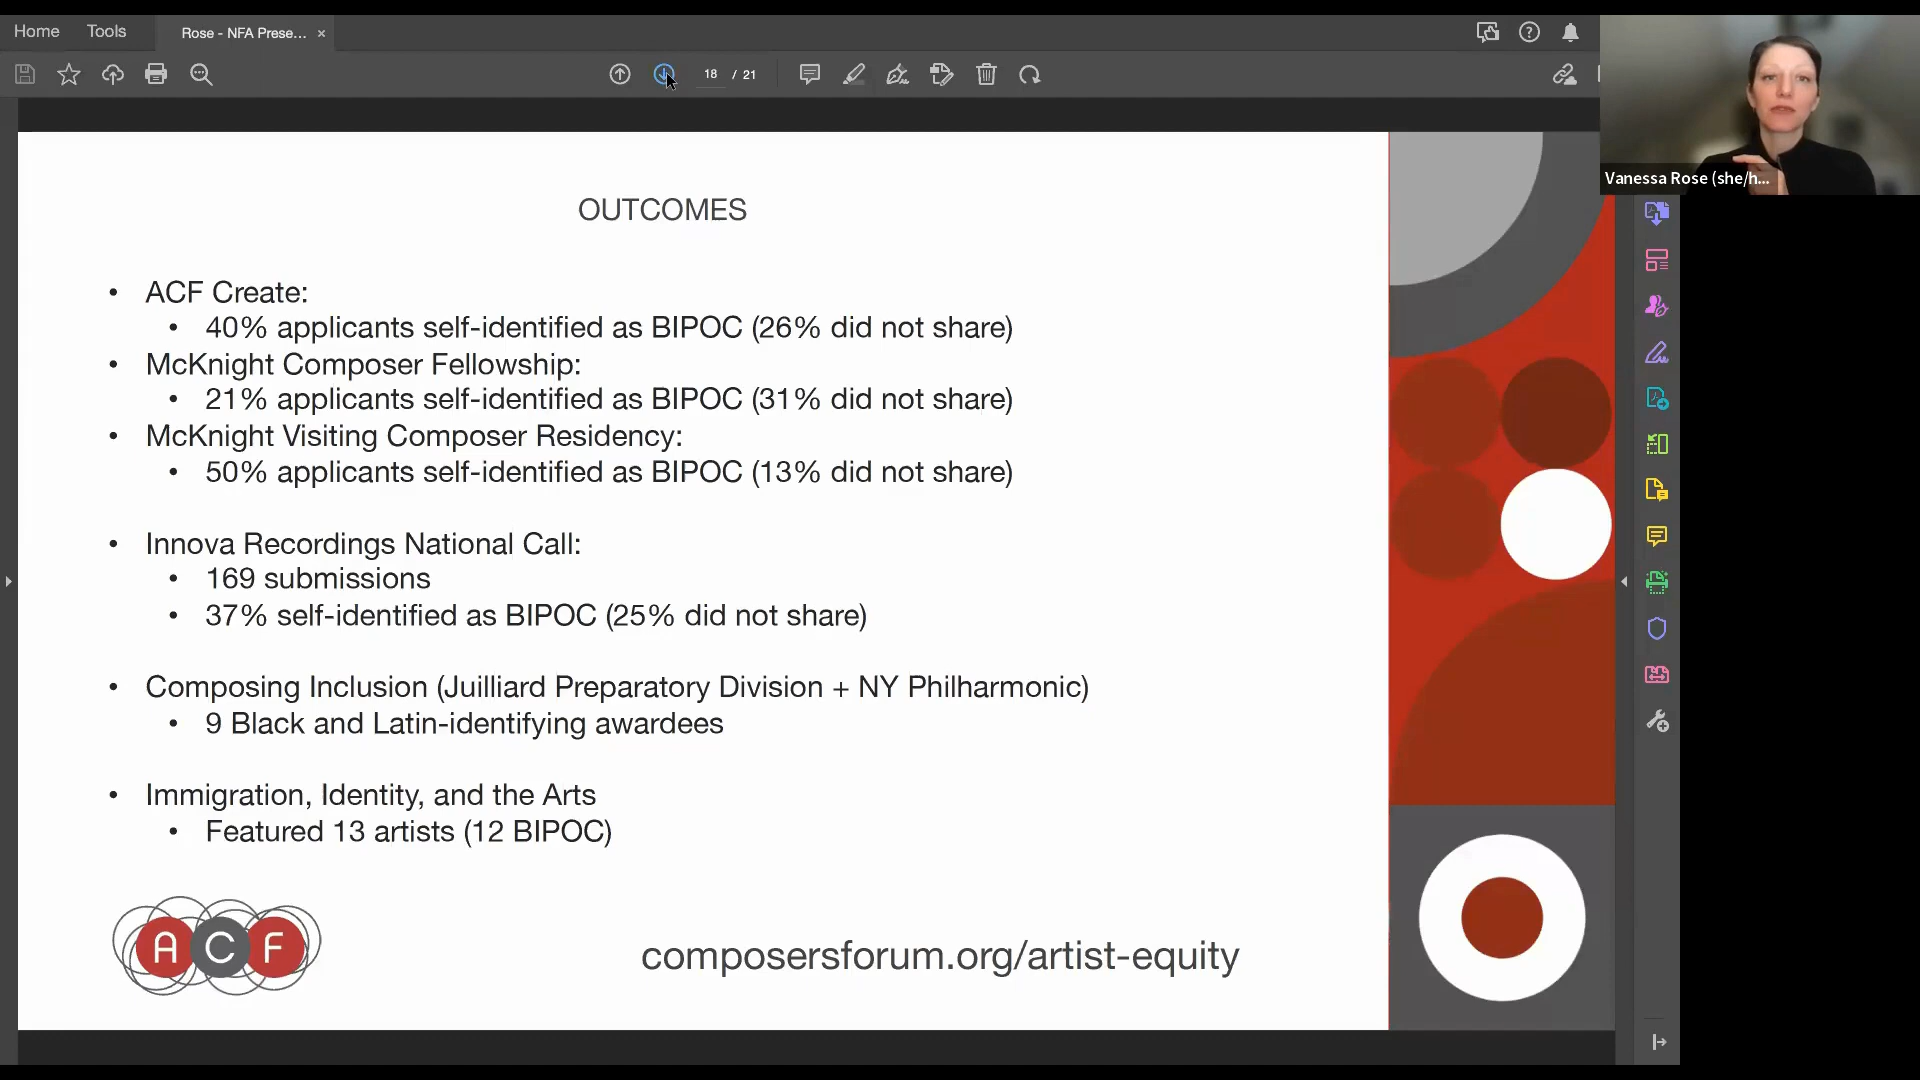 Home Tools Rose - NFA Prese... ×
18 / 21
Vanessa Rose (she/h...
OUTCOMES
• ACF Create:
• 40% applicants self-identified as BIPOC (26% did not share)
• McKnight Composer Fellowship:
• 21% applicants self-identified as BIPOC (31% did not share)
• McKnight Visiting Composer Residency:
• 50% applicants self-identified as BIPOC (13% did not share)
• Innova Recordings National Call:
• 169 submissions
• 37% self-identified as BIPOC (25% did not share)
• Composing Inclusion (Juilliard Preparatory Division + NY Philharmonic)
• 9 Black and Latin-identifying awardees
• Immigration, Identity, and the Arts
• Featured 13 artists (12 BIPOC)
ACF
composersforum.org/artist-equity